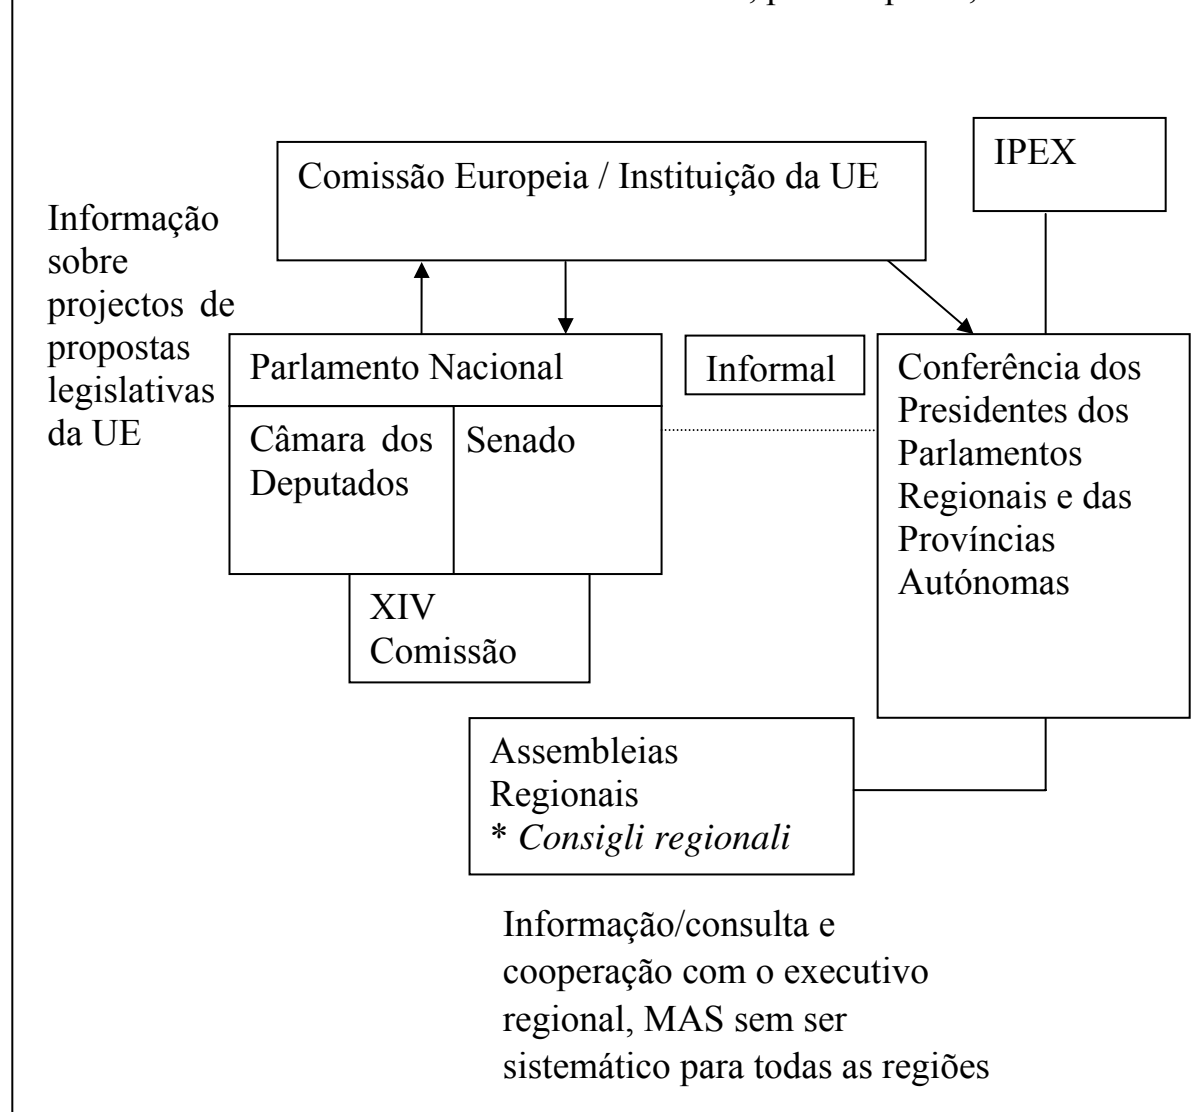 Comissão Europeia / Instituição da UE
IPEX
Informação
sobre
projectos de
propostas
legislativas
da UE
Parlamento Nacional
Câmara dos
Deputados
Senado
Informal
Conferência dos
Presidentes dos
Parlamentos
Regionais e das
Províncias
Autónomas
XIV
Comissão
Assembleias
Regionais
* Consigli regionali
Informação/consulta e
cooperação com o executivo
regional, MAS sem ser
sistemático para todas as regiões